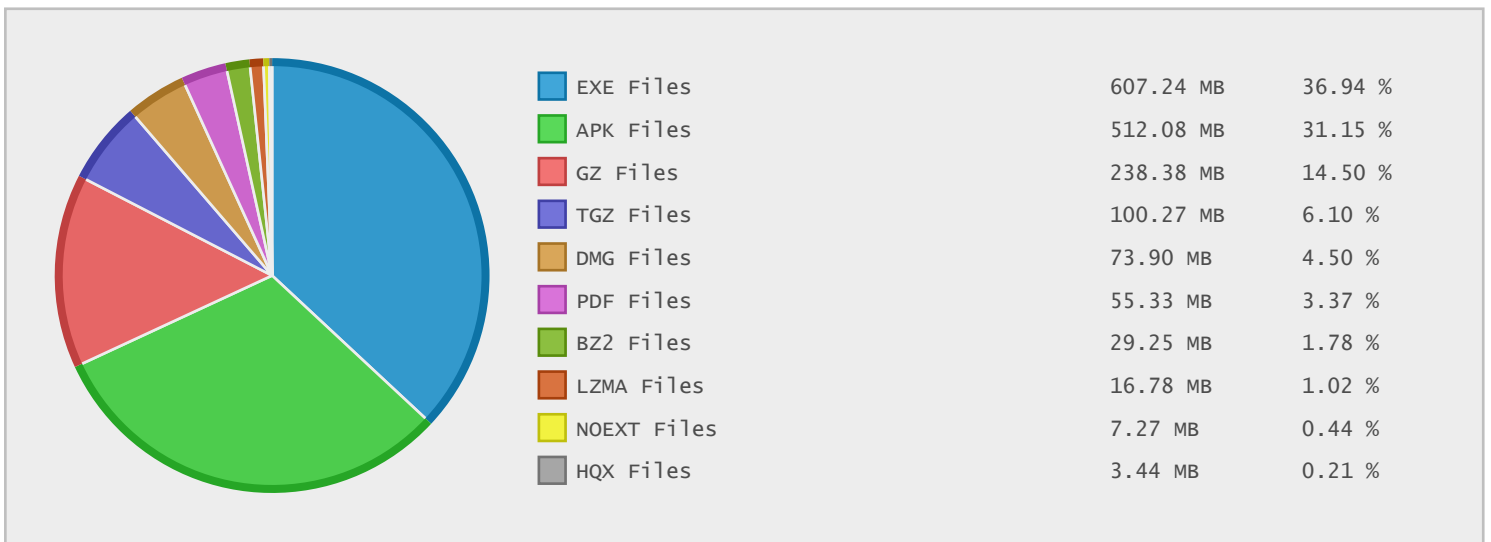 EXE Files 607.24 MB 36.94 %
APK Files 512.08 MB 31.15 %
GZ Files 238.38 MB 14.50 %
TGZ Files 100.27 MB 6.10 %
DMG Files 73.90 MB 4.50 %
PDF Files 55.33 MB 3.37 %
BZ2 Files 29.25 MB 1.78 %
LZMA Files 16.78 MB 1.02 %
NOEXT Files 7.27 MB 0.44 %
HQX Files 3.44 MB 0.21 %